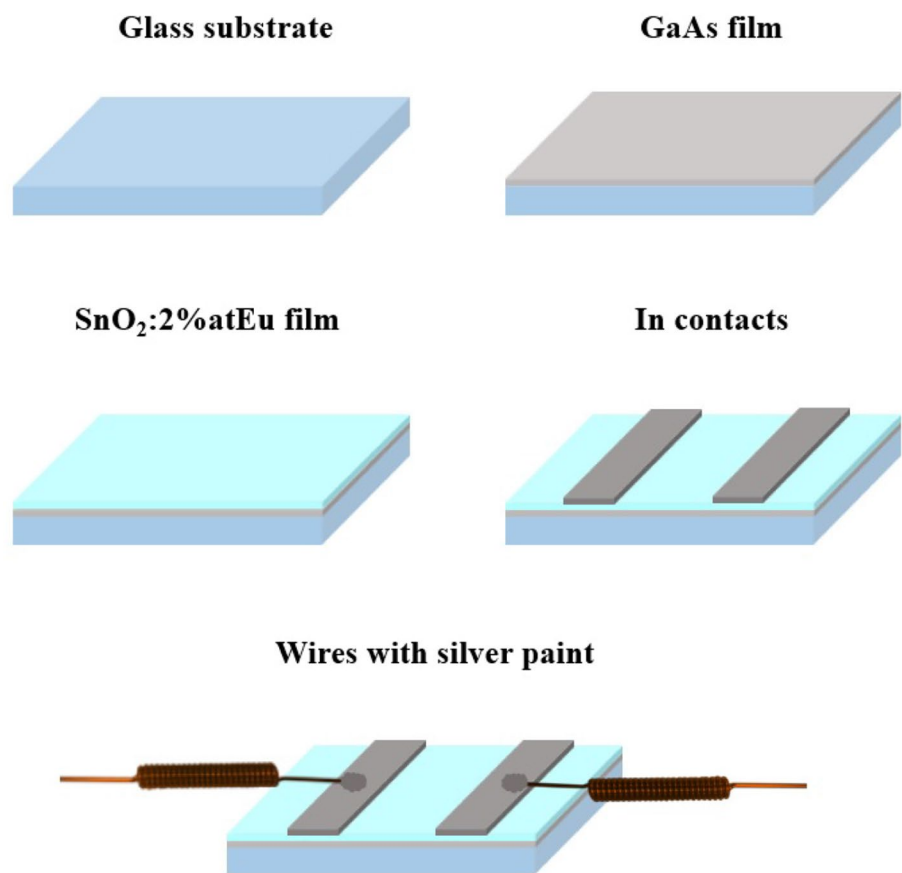 Glass substrate
GaAs film
SnO₂:2%atEu film
In contacts
Wires with silver paint